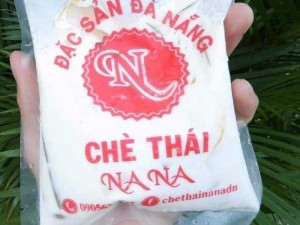 ĐẶC SẢN ĐÀ NẴNG
N
CHÈ THÁI
NA NA
chethainanadn